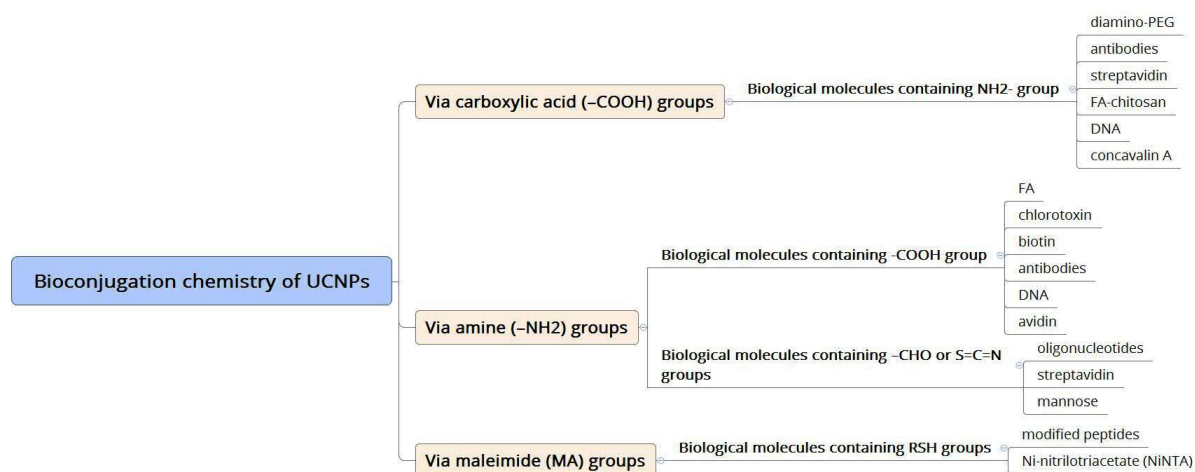 Bioconjugation chemistry of UCNPs
Via carboxylic acid (–COOH) groups
Biological molecules containing NH2- group
diamino-PEG
antibodies
streptavidin
FA-chitosan
DNA
concavalin A
Via amine (–NH2) groups
Biological molecules containing -COOH group
FA
chlorotoxin
biotin
antibodies
DNA
avidin
Biological molecules containing –CHO or S=C=N
groups
oligonucleotides
streptavidin
mannose
Via maleimide (MA) groups
Biological molecules containing RSH groups
modified peptides
Ni-nitrilotriacetate (NiNTA)